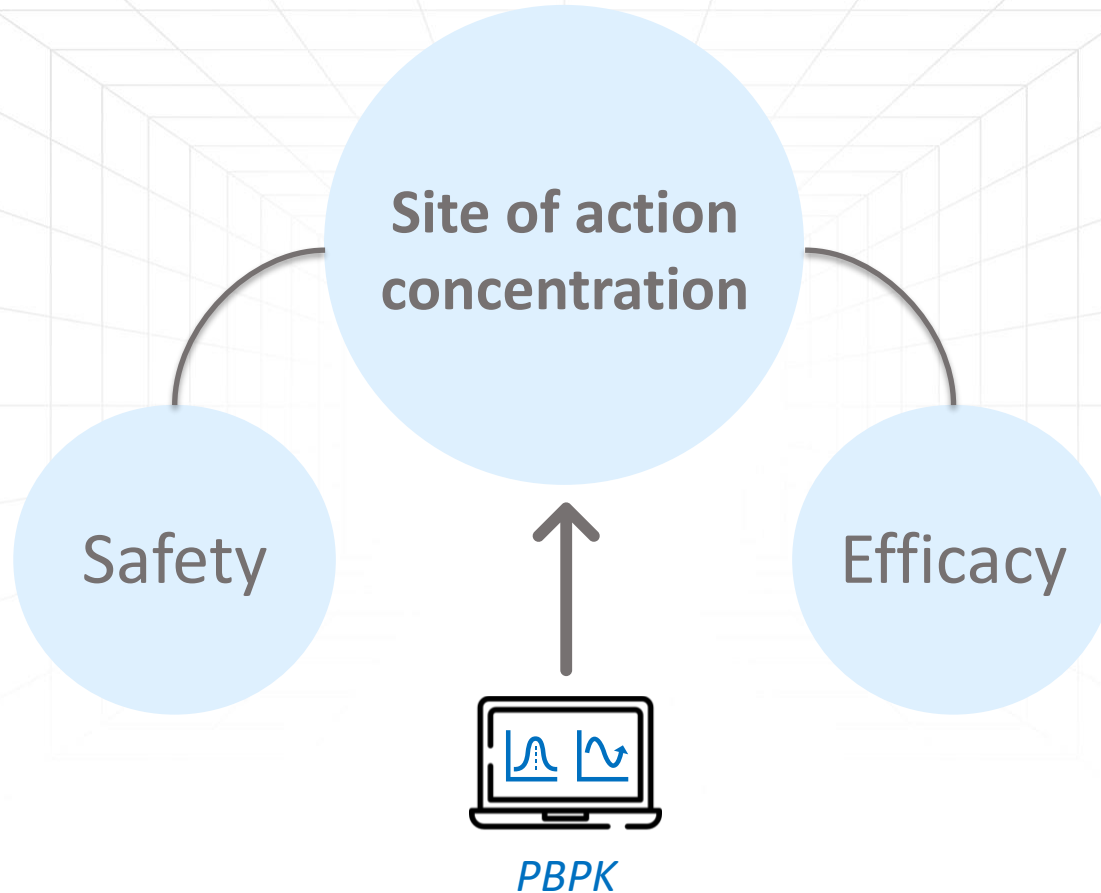 Site of action
concentration
Safety
Efficacy
PBPK